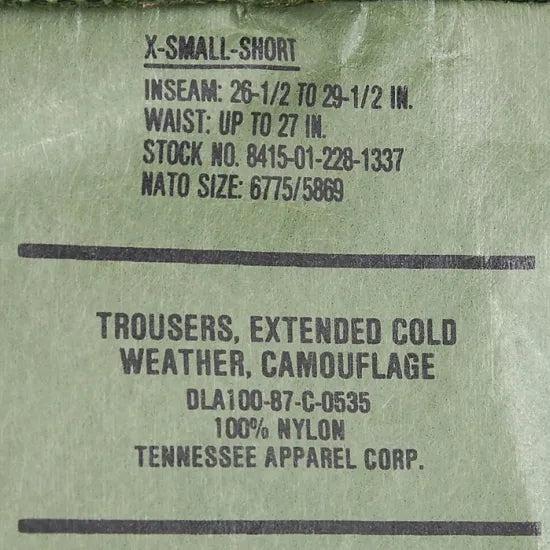 X-SMALL-SHORT
INSEAM: 26-1/2 TO 29-1/2 IN.
WAIST: UP TO 27 IN.
STOCK NO. 8415-01-228-1337
NATO SIZE: 6775/5869
TROUSERS, EXTENDED COLD
WEATHER, CAMOUFLAGE
DLA100-87-C-0535
100% NYLON
TENNESSEE APPAREL CORP.